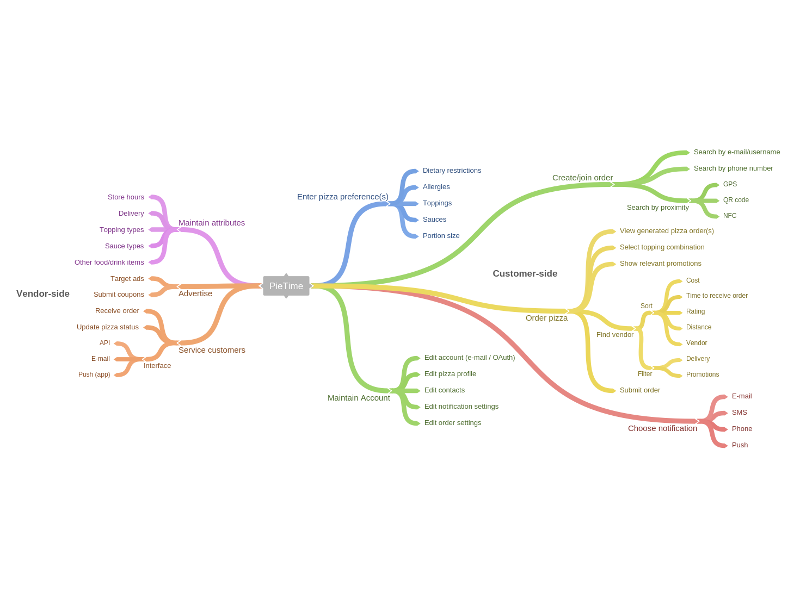 Vendor-side
Maintain attributes
Store hours
Delivery
Topping types
Sauce types
Other food/drink items
Advertise
Target ads
Submit coupons
Service customers
Receive order
Update pizza status
Interface
API
E-mail
Push (app)
PieTime
Customer-side
Enter pizza preference(s)
Dietary restrictions
Allergies
Toppings
Sauces
Portion size
Create/join order
Search by e-mail/username
Search by phone number
Search by proximity
GPS
QR code
NFC
Order pizza
View generated pizza order(s)
Select topping combination
Show relevant promotions
Find vendor
Sort
Cost
Time to receive order
Rating
Distance
Vendor
Filter
Delivery
Promotions
Submit order
Maintain Account
Edit account (e-mail / OAuth)
Edit pizza profile
Edit contacts
Edit notification settings
Edit order settings
Choose notification
E-mail
SMS
Phone
Push